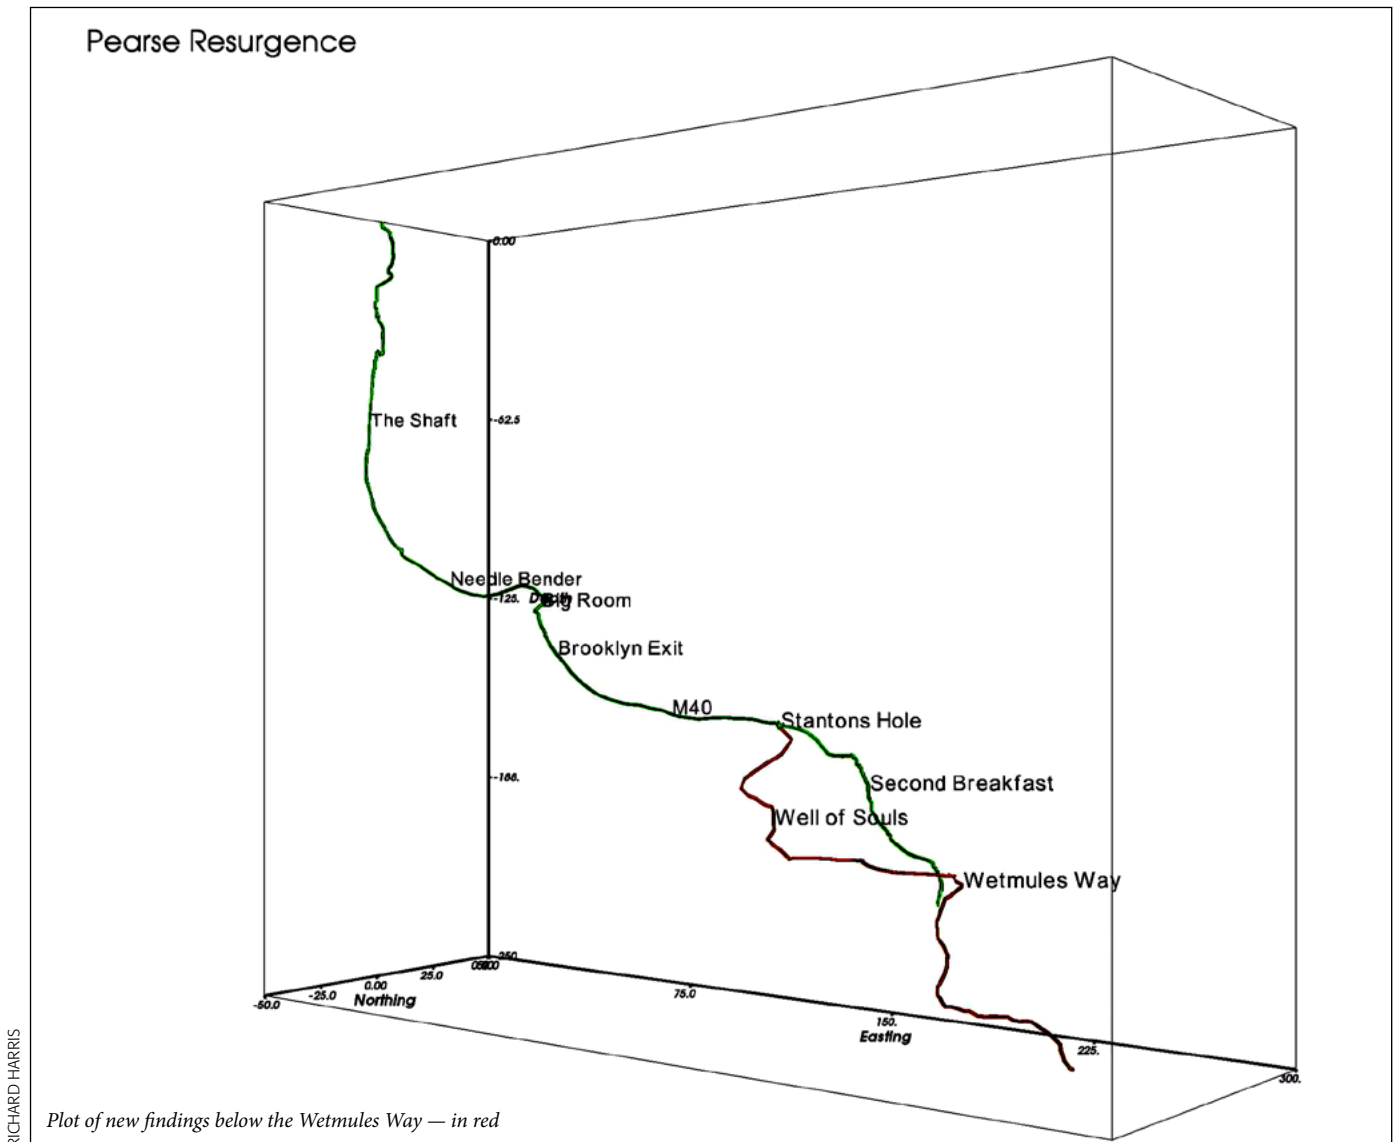 Pearse Resurgence
0.00
The Shaft
-62.5
Needle Bender
-125.
Big Room
Brooklyn Exit
M40
Stantons Hole
-188.
Second Breakfast
Well of Souls
Wetmules Way
-250.
-50.0
-25.0
0.00
25.0
Northing
75.0
150.
Easting
225.
300.
RICHARD HARRIS
Plot of new findings below the Wetmules Way — in red